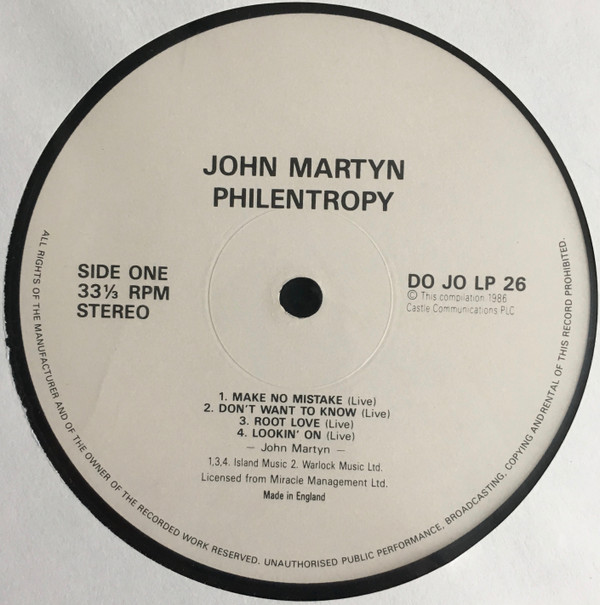 JOHN MARTYN
PHILENTROPY
SIDE ONE
33⅓ RPM
STEREO
DO JO LP 26
© This compilation 1986
Castle Communications PLC
1. MAKE NO MISTAKE (Live)
2. DON'T WANT TO KNOW (Live)
3. ROOT LOVE (Live)
4. LOOKIN' ON (Live)
– John Martyn –
1,3,4. Island Music 2. Warlock Music Ltd.
Licensed from Miracle Management Ltd.
Made in England
ALL RIGHTS OF THE MANUFACTURER AND OF THE OWNER OF THE RECORDED WORK RESERVED. UNAUTHORISED PUBLIC PERFORMANCE, BROADCASTING, COPYING ANDRENTAL OF THIS RECORD PROHIBITED.